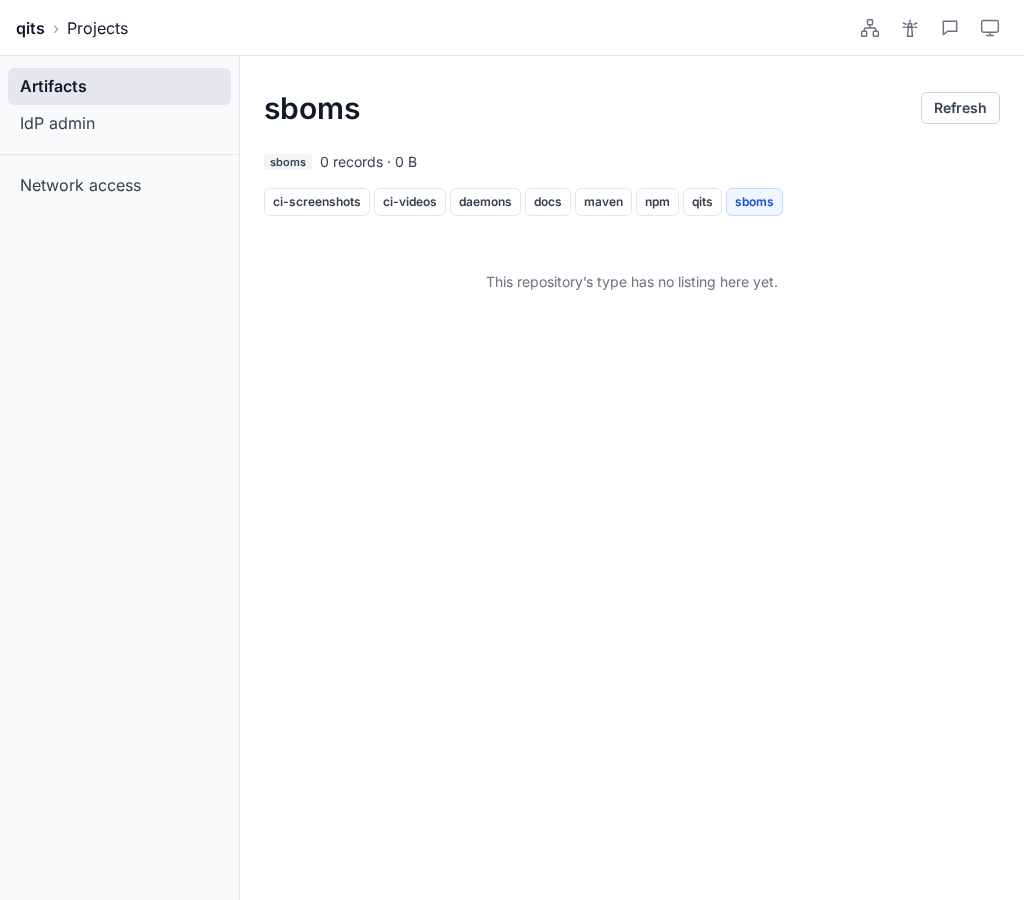 qits › Projects
Artifacts
IdP admin
Network access
sboms
Refresh
sboms 0 records · 0 B
ci-screenshots ci-videos daemons docs maven npm qits sboms
This repository’s type has no listing here yet.